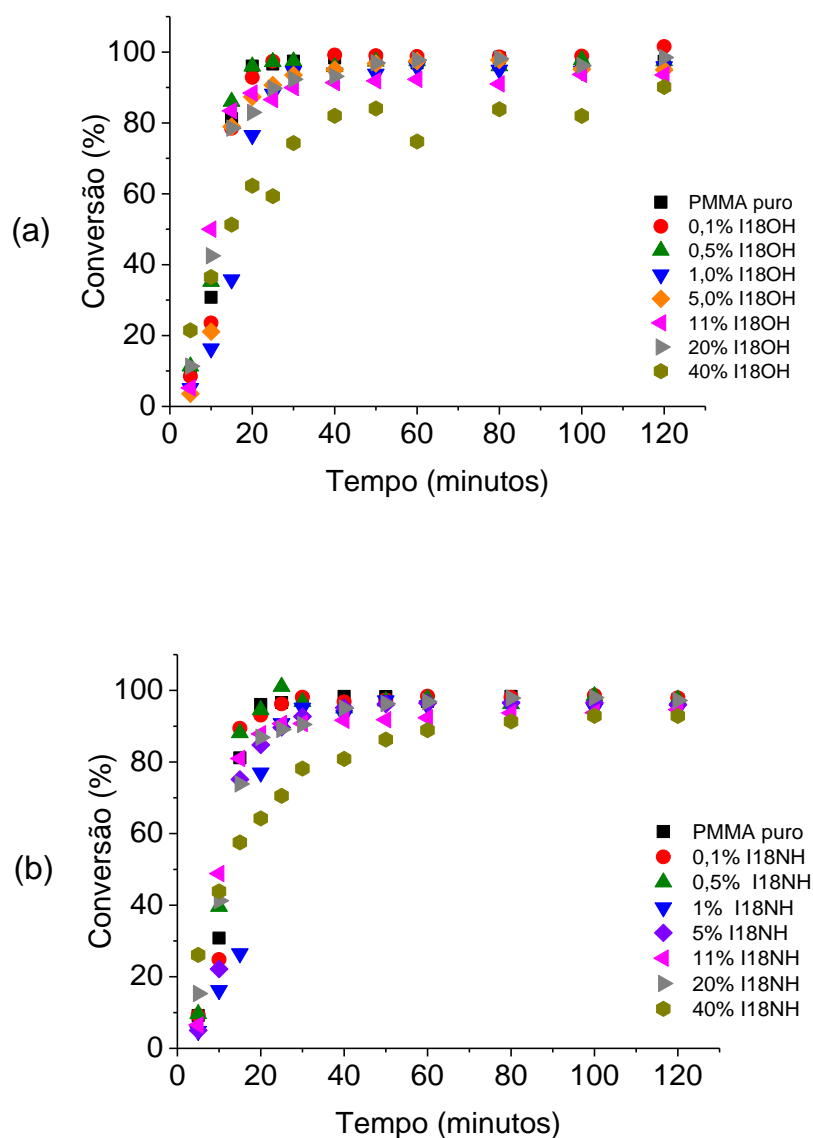 (a)
Conversão (%)
100
80
60
40
20
0
PMMA puro
0,1% I18OH
0,5% I18OH
1,0% I18OH
5,0% I18OH
11% I18OH
20% I18OH
40% I18OH
0 20 40 60 80 100 120
Tempo (minutos)
(b)
Conversão (%)
100
80
60
40
20
0
PMMA puro
0,1% I18NH
0,5% I18NH
1% I18NH
5% I18NH
11% I18NH
20% I18NH
40% I18NH
0 20 40 60 80 100 120
Tempo (minutos)